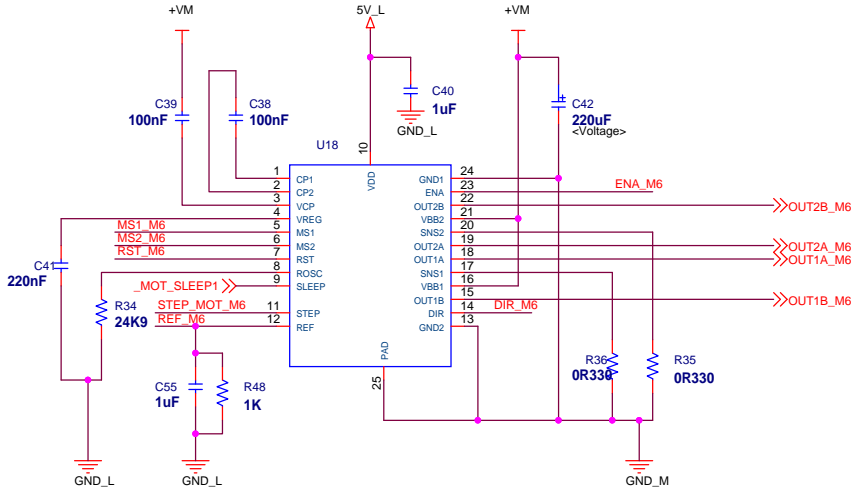 +VM
5V_L
+VM
C39
100nF
C38
100nF
C40
1uF
GND_L
C42
220uF
<Voltage>
U18
10
VDD
1
CP1
2
CP2
3
VCP
4
VREG
MS1_M6
5
MS1
MS2_M6
6
MS2
RST_M6
7
RST
8
ROSC
_MOT_SLEEP1
9
SLEEP
STEP_MOT_M6
11
STEP
REF_M6
12
REF
24
GND1
23
ENA
ENA_M6
22
OUT2B
OUT2B_M6
21
VBB2
20
SNS2
19
OUT2A
OUT2A_M6
18
OUT1A
OUT1A_M6
17
SNS1
16
VBB1
15
OUT1B
OUT1B_M6
14
DIR
DIR_M6
13
GND2
PAD
25
C41
220nF
R34
24K9
C55
1uF
R48
1K
R36
0R330
R35
0R330
GND_L
GND_L
GND_M